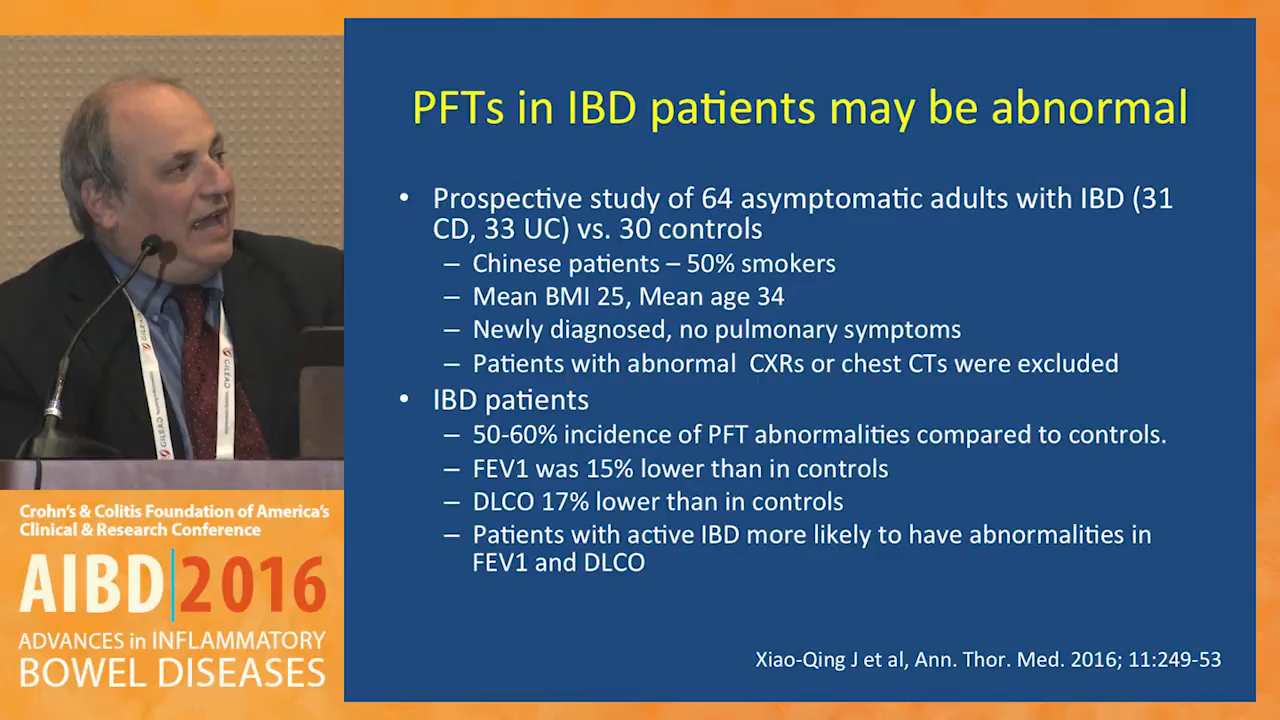 PFTs in IBD patients may be abnormal
• Prospective study of 64 asymptomatic adults with IBD (31
CD, 33 UC) vs. 30 controls
– Chinese patients – 50% smokers
– Mean BMI 25, Mean age 34
– Newly diagnosed, no pulmonary symptoms
– Patients with abnormal CXRs or chest CTs were excluded
• IBD patients
– 50-60% incidence of PFT abnormalities compared to controls.
– FEV1 was 15% lower than in controls
– DLCO 17% lower than in controls
– Patients with active IBD more likely to have abnormalities in
FEV1 and DLCO
Xiao-Qing J et al, Ann. Thor. Med. 2016; 11:249-53
GILEAD
GILEAD
GILEAD
Crohn's & Colitis Foundation of America's
Clinical & Research Conference
AIBD|2016
ADVANCES in INFLAMMATORY
BOWEL DISEASES